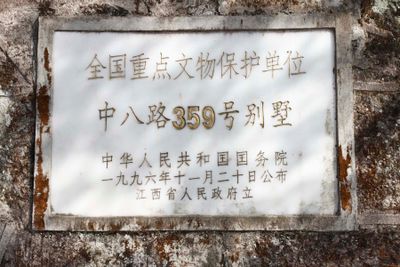 全国重点文物保护单位
中八路359号别墅
中华人民共和国国务院
一九九六年十一月二十日公布
江西省人民政府立